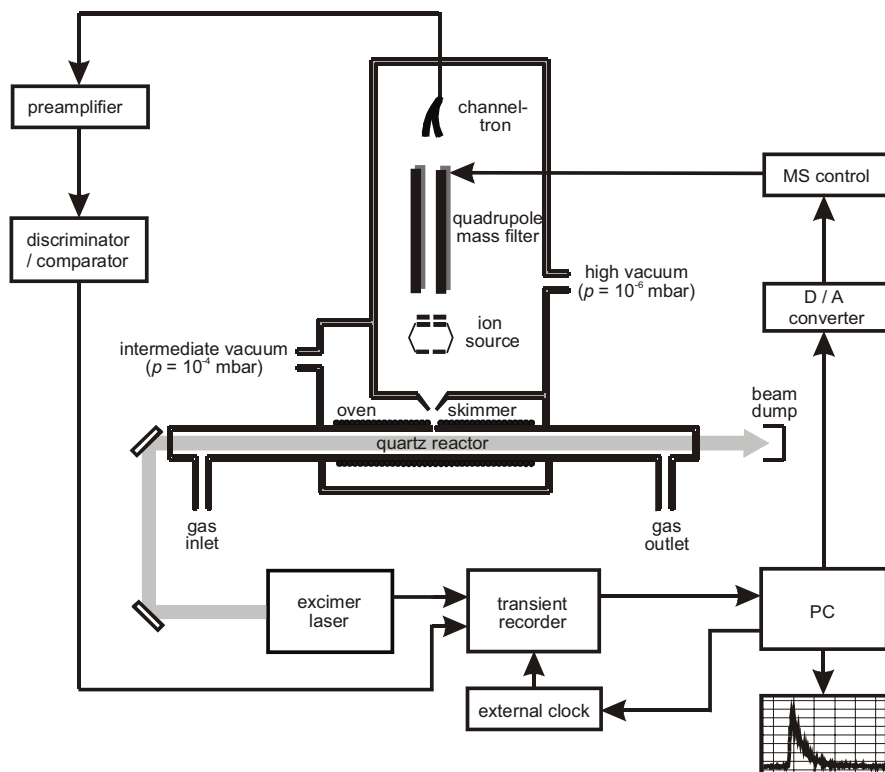 preamplifier
discriminator
/ comparator
channel-
tron
quadrupole
mass filter
ion
source
high vacuum
(p = 10⁻⁶ mbar)
MS control
D / A
converter
intermediate vacuum
(p = 10⁻⁴ mbar)
oven
skimmer
quartz reactor
beam
dump
gas
inlet
gas
outlet
excimer
laser
transient
recorder
PC
external clock